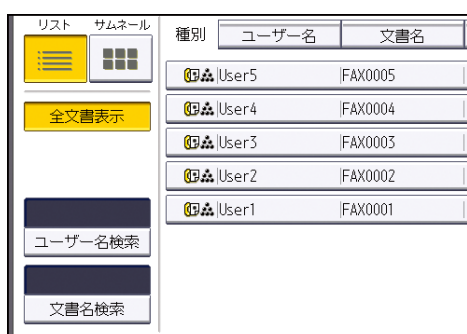 リスト サムネール
種別 ユーザー名 文書名
User5 FAX0005
全文書表示
User4 FAX0004
User3 FAX0003
User2 FAX0002
User1 FAX0001
ユーザー名検索
文書名検索